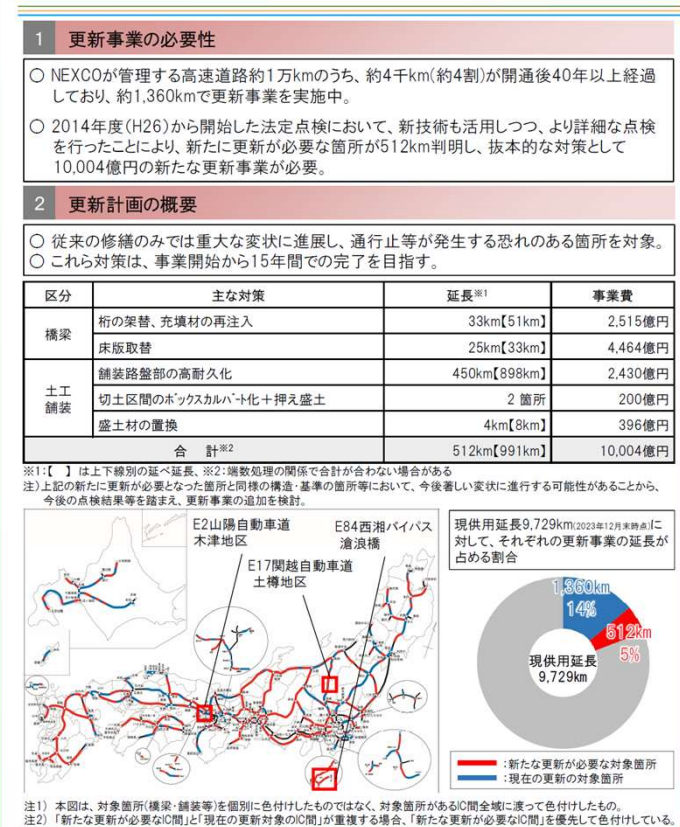 1 更新事業の必要性
○ NEXCOが管理する高速道路約1万kmのうち、約4千km(約4割)が開通後40年以上経過
しており、約1,360kmで更新事業を実施中。
○ 2014年度(H26)から開始した法定点検において、新技術も活用しつつ、より詳細な点検
を行ったことにより、新たに更新が必要な箇所が512km判明し、抜本的な対策として
10,004億円の新たな更新事業が必要。
2 更新計画の概要
○ 従来の修繕のみでは重大な変状に進展し、通行止等が発生する恐れのある箇所を対象。
○ これら対策は、事業開始から15年間での完了を目指す。
区分 主な対策 延長※1 事業費
橋梁 桁の架替、充填材の再注入 33km【51km】 2,515億円
床版取替 25km【33km】 4,464億円
土工
舗装 舗装路盤部の高耐久化 450km【898km】 2,430億円
切土区間のボックスカルバート化+押え盛土 2 箇所 200億円
盛土材の置換 4km【8km】 396億円
合 計※2 512km【991km】 10,004億円
※1:【 】は上下線別の延べ延長、※2:端数処理の関係で合計が合わない場合がある
注)上記の新たに更新が必要となった箇所と同様の構造・基準の箇所等において、今後著しい変状に進行する可能性があることから、
今後の点検結果等を踏まえ、更新事業の追加を検討。
E2山陽自動車道
木津地区
E84西湘バイパス
滄浪橋
E17関越自動車道
土樽地区
現供用延長9,729km(2023年12月末時点)に
対して、それぞれの更新事業の延長が
占める割合
1,360km
14%
512km
5%
現供用延長
9,729km
:新たな更新が必要な対象箇所
:現在の更新の対象箇所
注1) 本図は、対象箇所(橋梁・舗装等)を個別に色付けしたものではなく、対象箇所があるIC間全域に渡って色付けしたもの。
注2) 「新たな更新が必要なIC間」と「現在の更新対象のIC間」が重複する場合、「新たな更新が必要なIC間」を優先して色付けしている。